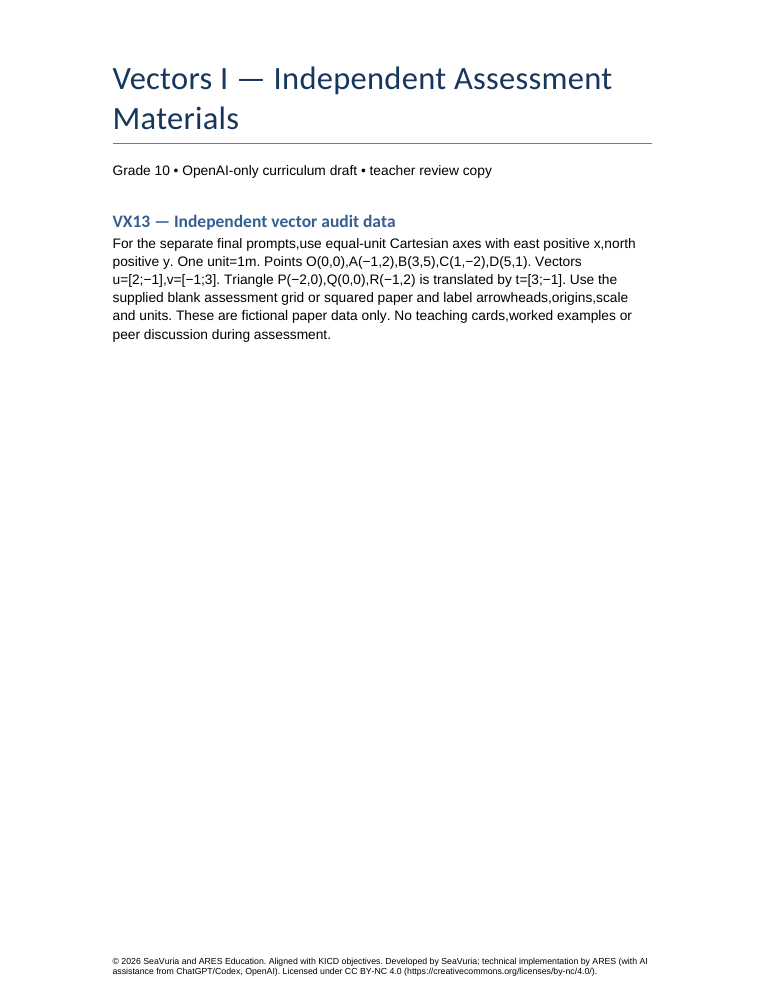 Vectors I — Independent Assessment
Materials
Grade 10 • OpenAI-only curriculum draft • teacher review copy
VX13 — Independent vector audit data
For the separate final prompts,use equal-unit Cartesian axes with east positive x,north
positive y. One unit=1m. Points O(0,0),A(−1,2),B(3,5),C(1,−2),D(5,1). Vectors
u=[2;−1],v=[−1;3]. Triangle P(−2,0),Q(0,0),R(−1,2) is translated by t=[3;−1]. Use the
supplied blank assessment grid or squared paper and label arrowheads,origins,scale
and units. These are fictional paper data only. No teaching cards,worked examples or
peer discussion during assessment.
© 2026 SeaVuria and ARES Education. Aligned with KICD objectives. Developed by SeaVuria; technical implementation by ARES (with AI
assistance from ChatGPT/Codex, OpenAI). Licensed under CC BY-NC 4.0 (https://creativecommons.org/licenses/by-nc/4.0/).